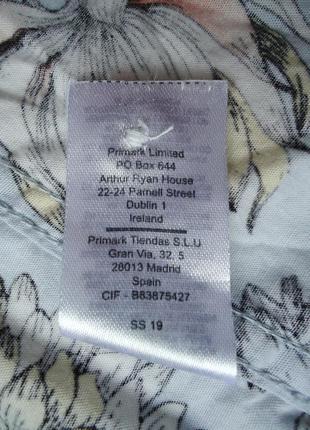 Primark Limited
PO Box 644
Arthur Ryan House
22-24 Parnell Street
Dublin 1
Ireland
Primark Tiendas S.L.U
Gran Via, 32, 5
28013 Madrid
Spain
CIF - B83875427
SS 19